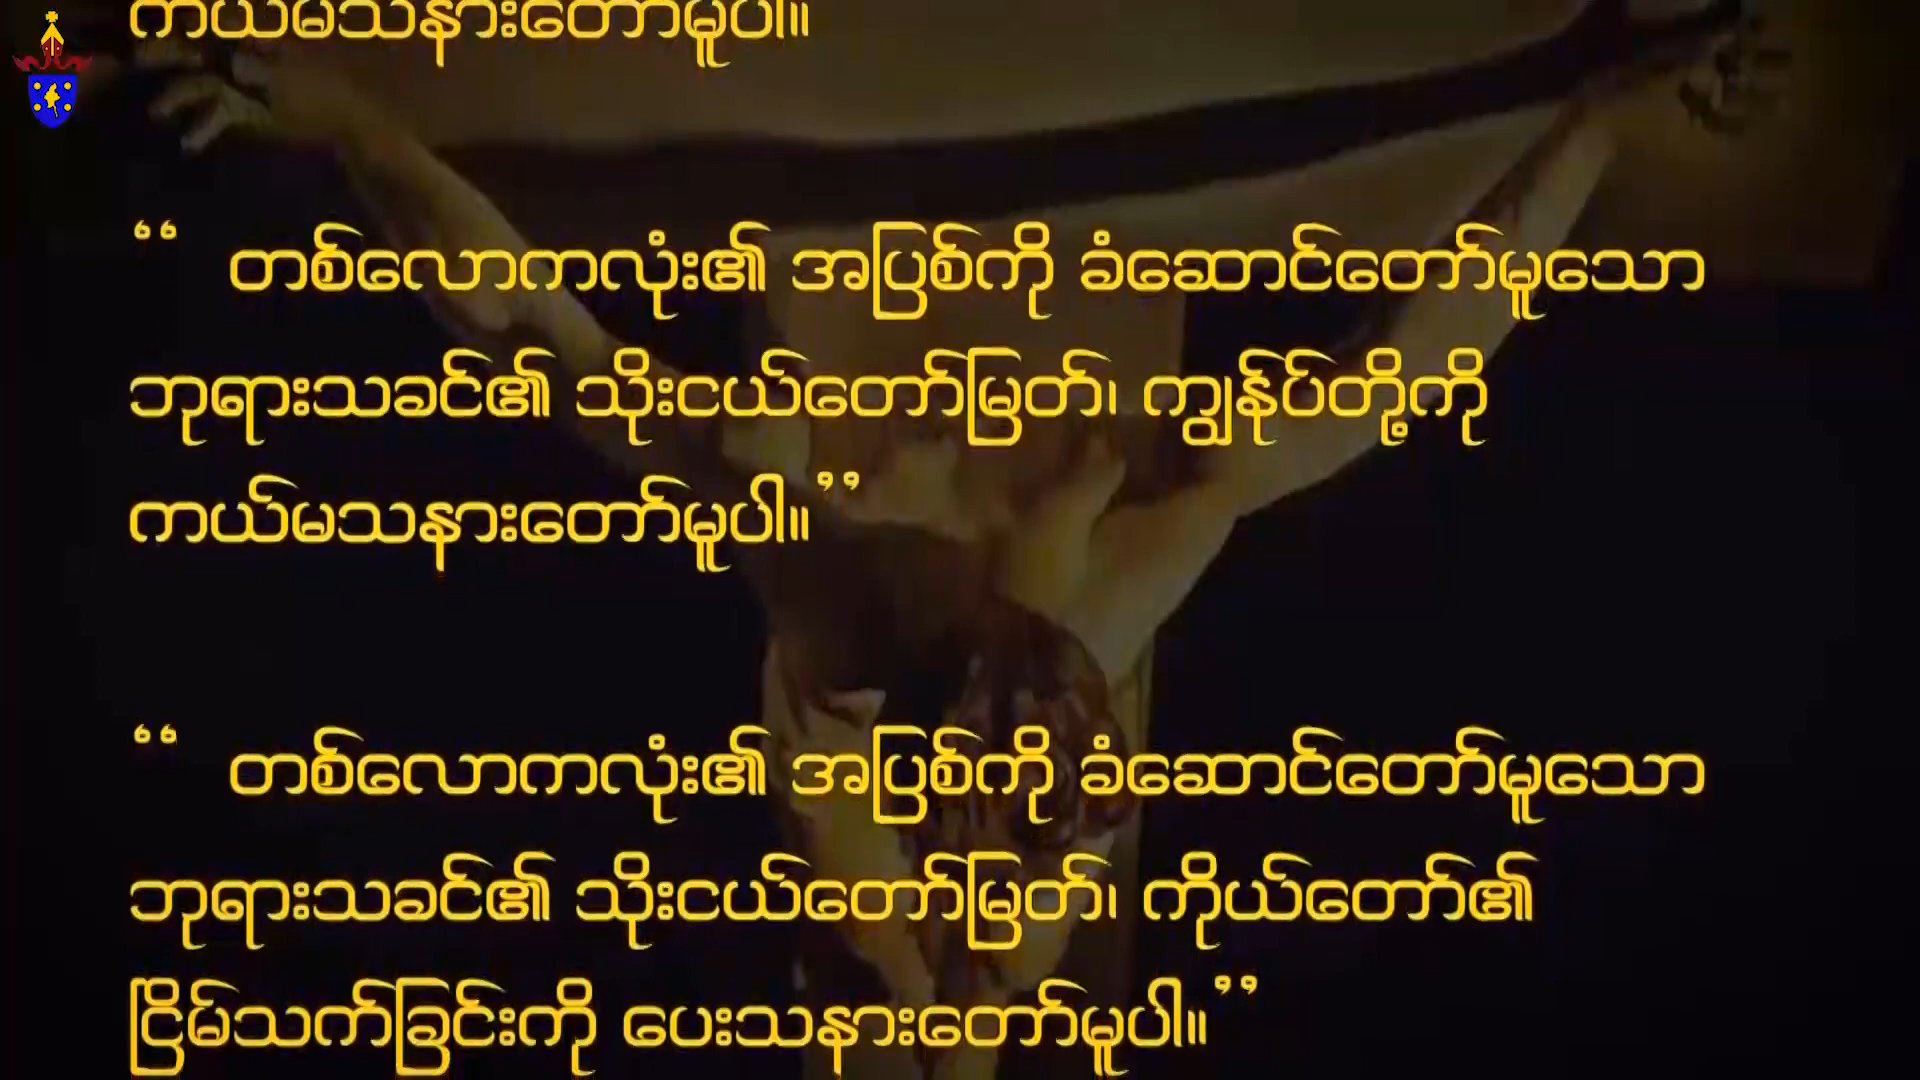 ကယ်မသနားတော်မူပါ။
“ တစ်လောကလုံး၏ အပြစ်ကို ခံဆောင်တော်မူသော
ဘုရားသခင်၏ သိုးငယ်တော်မြတ်၊ ကျွန်ုပ်တို့ကို
ကယ်မသနားတော်မူပါ။”
“ တစ်လောကလုံး၏ အပြစ်ကို ခံဆောင်တော်မူသော
ဘုရားသခင်၏ သိုးငယ်တော်မြတ်၊ ကိုယ်တော်၏
ငြိမ်သက်ခြင်းကို ပေးသနားတော်မူပါ။”